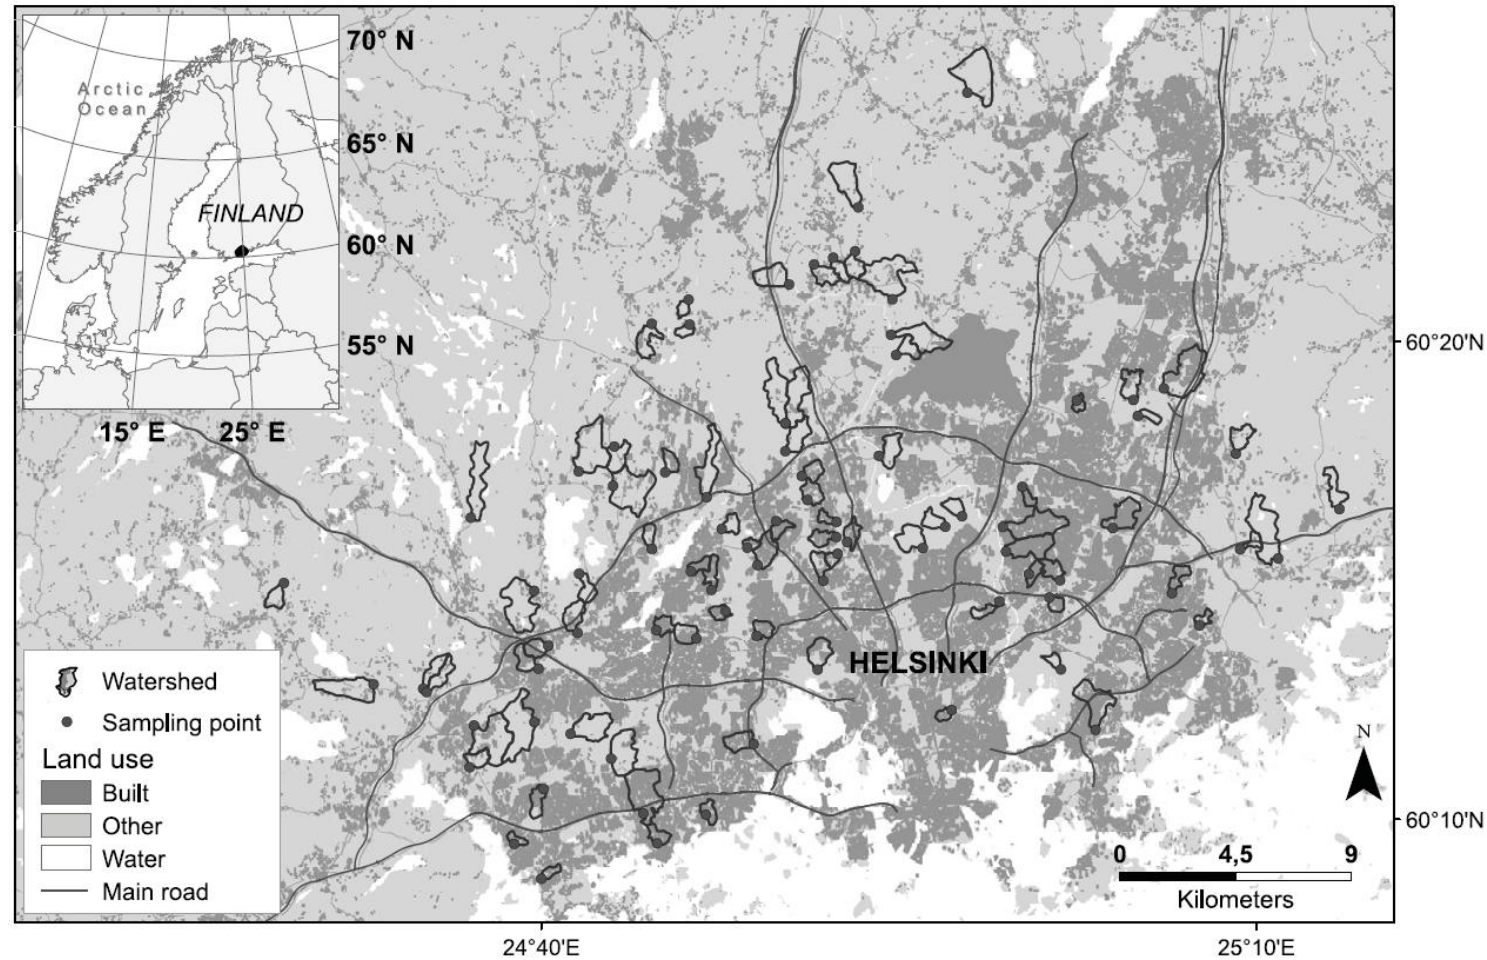 70° N
Arctic
Ocean
65° N
FINLAND
60° N
55° N
15° E
25° E
60°20'N
HELSINKI
Watershed
Sampling point
Land use
Built
Other
Water
Main road
N
60°10'N
0 4,5 9
Kilometers
24°40'E
25°10'E